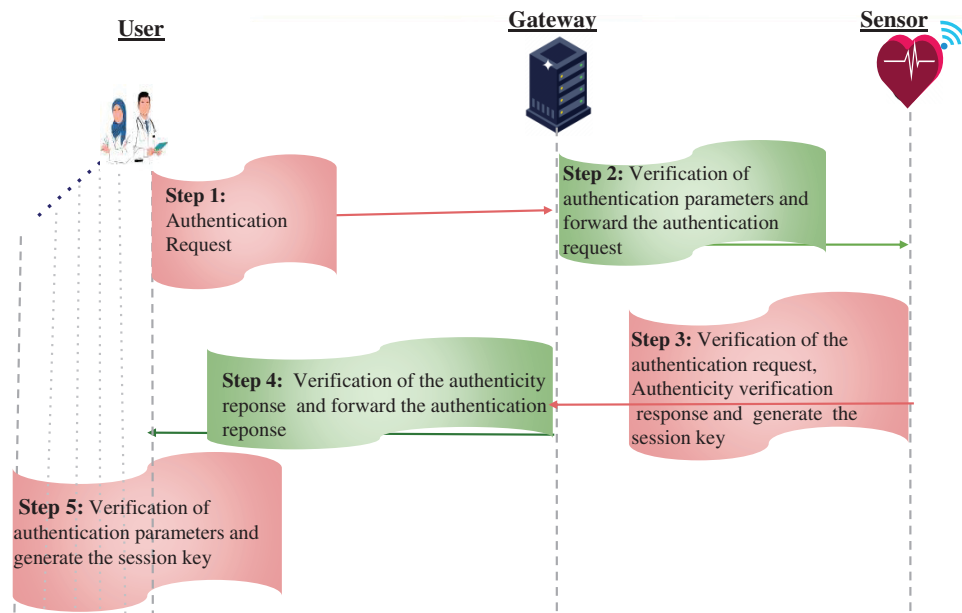 User
Gateway
Sensor
Step 1:
Authentication
Request
Step 2: Verification of
authentication parameters and
forward the authentication
request
Step 3: Verification of the
authentication request,
Authenticity verification
response and generate the
session key
Step 4: Verification of the authenticity
reponse and forward the authentication
reponse
Step 5: Verification of
authentication parameters and
generate the session key